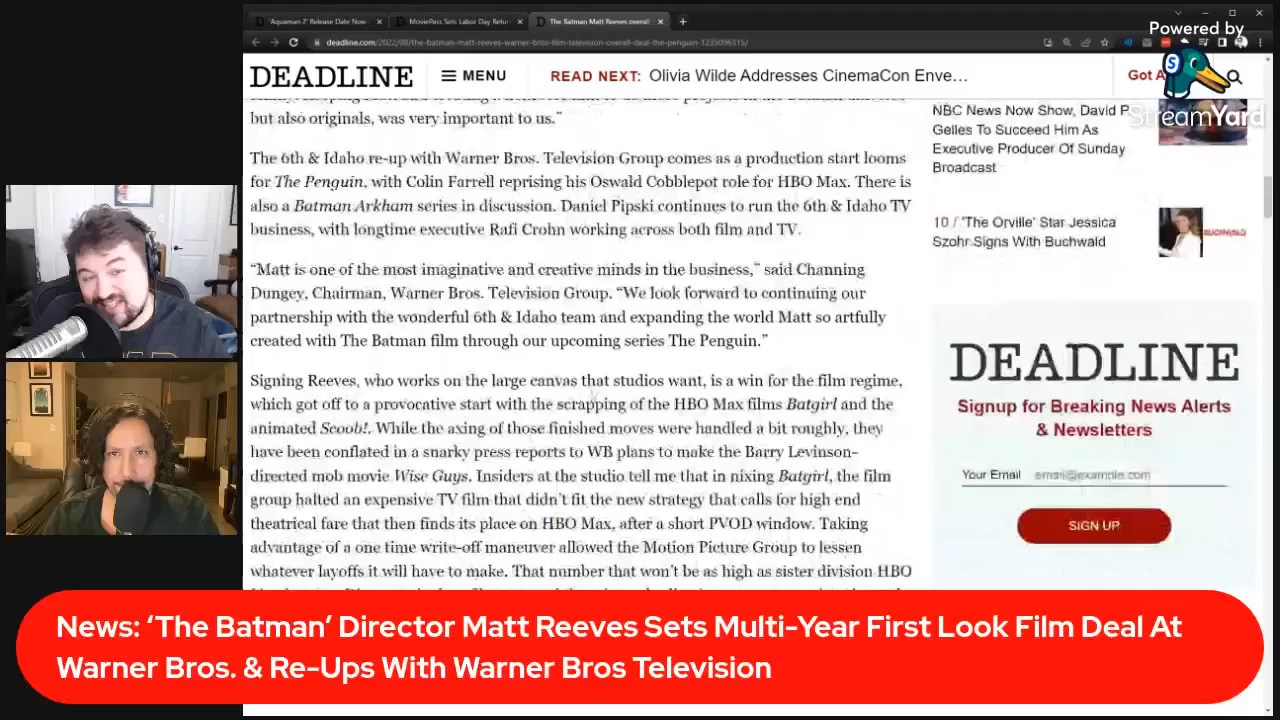 'Aquaman 2' Release Date Now
MoviePass Sets Labor Day Retu
The Batman Matt Reeves overall
deadline.com/2022/08/the-batman-matt-reeves-warner-bros-film-television-overall-deal-the-penguin-1235096315/
Powered by
StreamYard
DEADLINE
MENU
READ NEXT: Olivia Wilde Addresses CinemaCon Enve…
Got A
but also originals, was very important to us.”
The 6th & Idaho re-up with Warner Bros. Television Group comes as a production start looms
for The Penguin, with Colin Farrell reprising his Oswald Cobblepot role for HBO Max. There is
also a Batman Arkham series in discussion. Daniel Pipski continues to run the 6th & Idaho TV
business, with longtime executive Rafi Crohn working across both film and TV.
“Matt is one of the most imaginative and creative minds in the business,” said Channing
Dungey, Chairman, Warner Bros. Television Group. “We look forward to continuing our
partnership with the wonderful 6th & Idaho team and expanding the world Matt so artfully
created with The Batman film through our upcoming series The Penguin.”
Signing Reeves, who works on the large canvas that studios want, is a win for the film regime,
which got off to a provocative start with the scrapping of the HBO Max films Batgirl and the
animated Scoob!. While the axing of those finished moves were handled a bit roughly, they
have been conflated in a snarky press reports to WB plans to make the Barry Levinson-
directed mob movie Wise Guys. Insiders at the studio tell me that in nixing Batgirl, the film
group halted an expensive TV film that didn’t fit the new strategy that calls for high end
theatrical fare that then finds its place on HBO Max, after a short PVOD window. Taking
advantage of a one time write-off maneuver allowed the Motion Picture Group to lessen
whatever layoffs it will have to make. That number that won’t be as high as sister division HBO
NBC News Now Show, David P
Gelles To Succeed Him As
Executive Producer Of Sunday
Broadcast
10 / 'The Orville' Star Jessica
Szohr Signs With Buchwald
BUCHWALD
DEADLINE
Signup for Breaking News Alerts
& Newsletters
Your Email email@example.com
SIGN UP
News: ‘The Batman’ Director Matt Reeves Sets Multi-Year First Look Film Deal At
Warner Bros. & Re-Ups With Warner Bros Television